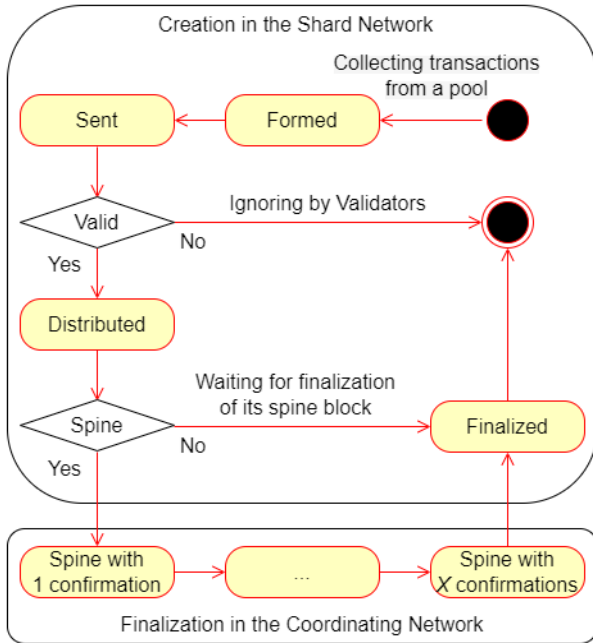 Creation in the Shard Network
Collecting transactions
from a pool
Sent
Formed
Valid
Ignoring by Validators
No
Yes
Distributed
Waiting for finalization
of its spine block
Spine
No
Finalized
Yes
Spine with
1 confirmation
...
Spine with
X confirmations
Finalization in the Coordinating Network